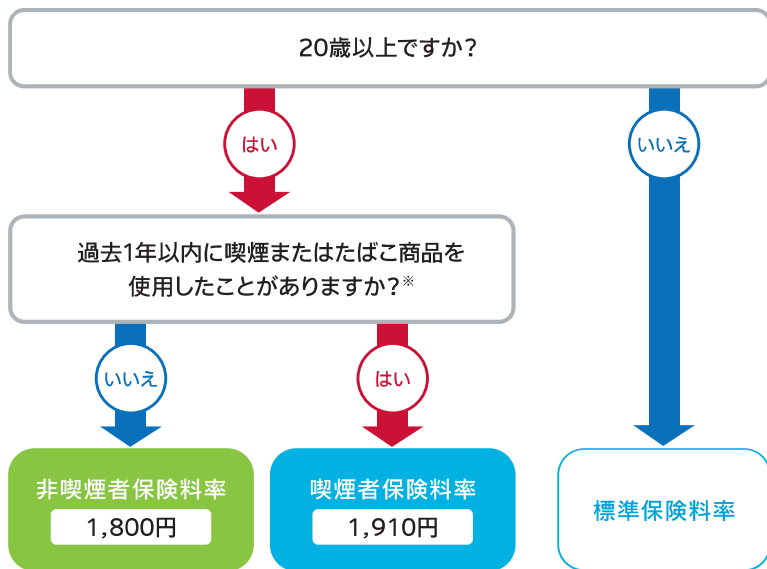 20歳以上ですか?
はい
いいえ
過去1年以内に喫煙またはたばこ商品を
使用したことがありますか?※
いいえ
はい
非喫煙者保険料率
1,800円
喫煙者保険料率
1,910円
標準保険料率